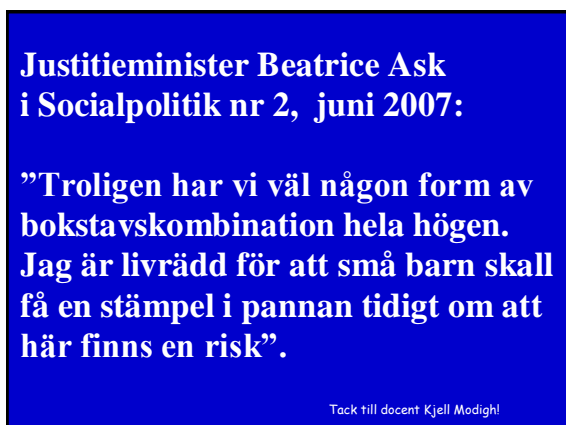 Justitieminister Beatrice Ask
i Socialpolitik nr 2, juni 2007:
”Troligen har vi väl någon form av
bokstavskombination hela högen.
Jag är livrädd för att små barn skall
få en stämpel i pannan tidigt om att
här finns en risk”.
Tack till docent Kjell Modigh!